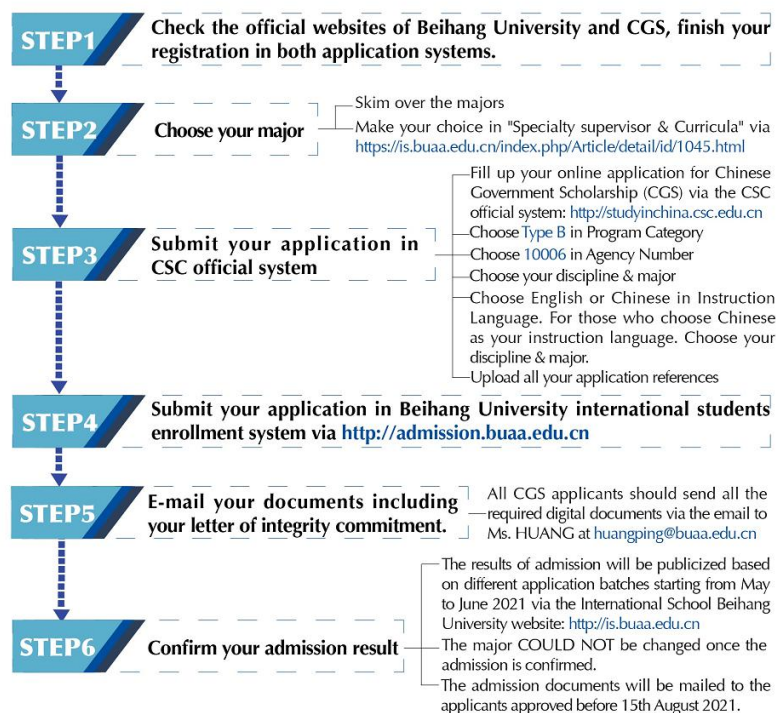 STEP1
Check the official websites of Beihang University and CGS, finish your
registration in both application systems.
STEP2
Choose your major
Skim over the majors
Make your choice in "Specialty supervisor & Curricula" via
https://is.buaa.edu.cn/index.php/Article/detail/id/1045.html
STEP3
Submit your application in
CSC official system
Fill up your online application for Chinese
Government Scholarship (CGS) via the CSC
official system: http://studyinchina.csc.edu.cn
Choose Type B in Program Category
Choose 10006 in Agency Number
Choose your discipline & major
Choose English or Chinese in Instruction
Language. For those who choose Chinese
as your instruction language. Choose your
discipline & major.
Upload all your application references
STEP4
Submit your application in Beihang University international students
enrollment system via http://admission.buaa.edu.cn
STEP5
E-mail your documents including
your letter of integrity commitment.
All CGS applicants should send all the
required digital documents via the email to
Ms. HUANG at huangping@buaa.edu.cn
STEP6
Confirm your admission result
The results of admission will be publicized based
on different application batches starting from May
to June 2021 via the International School Beihang
University website: http://is.buaa.edu.cn
The major COULD NOT be changed once the
admission is confirmed.
The admission documents will be mailed to the
applicants approved before 15th August 2021.